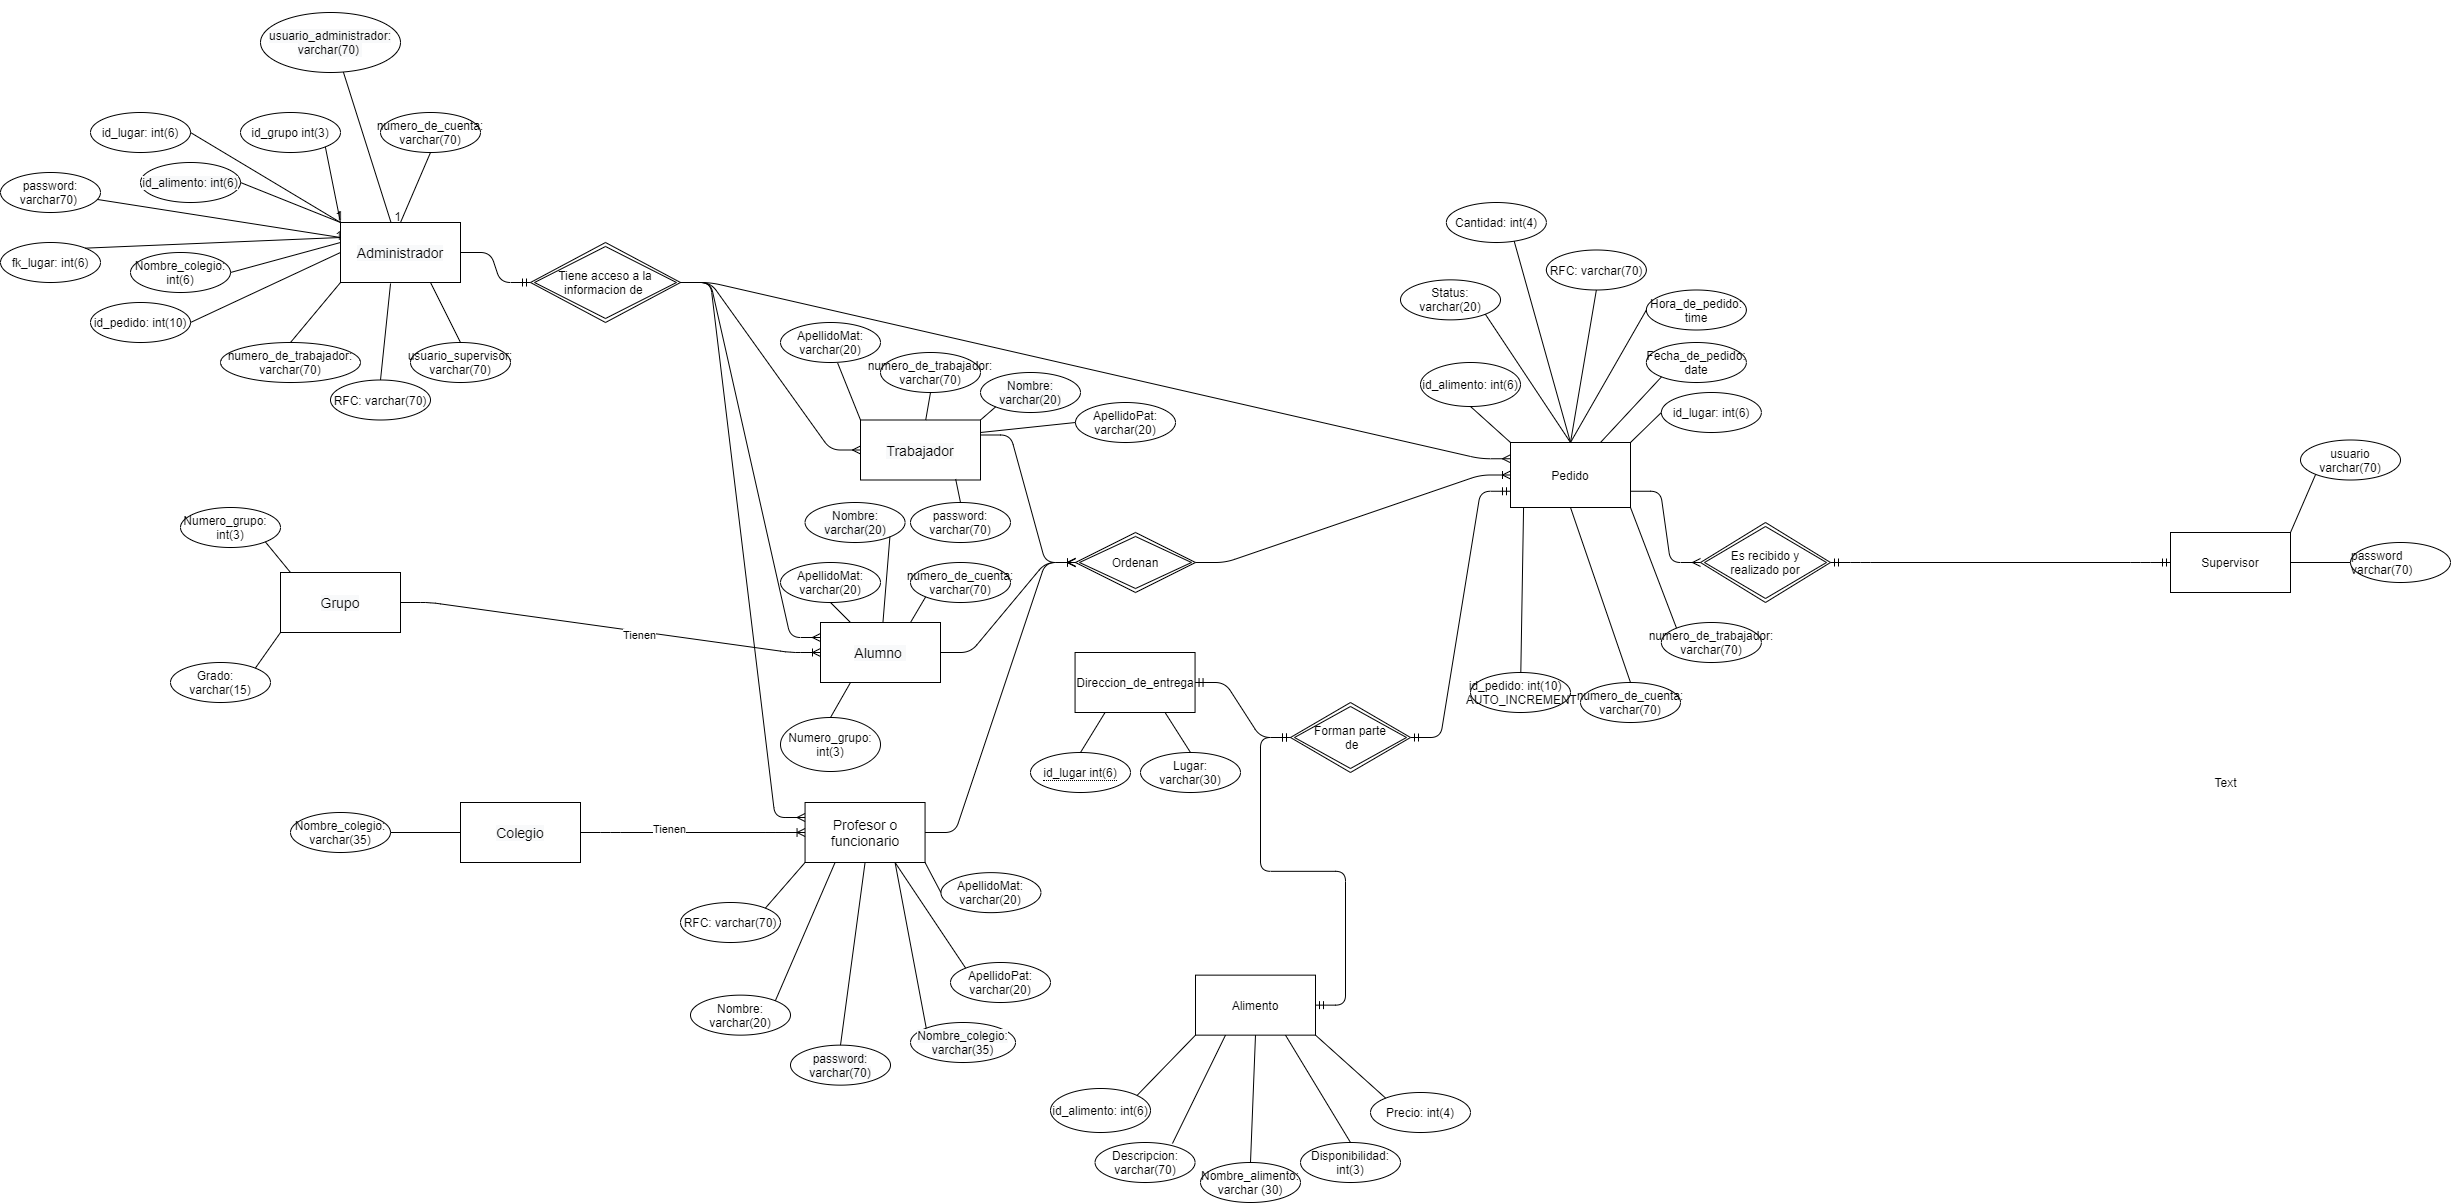 usuario_administrador:
varchar(70)
id_lugar: int(6)
id_grupo int(3)
numero_de_cuenta:
varchar(70)
id_alimento: int(6)
password:
varchar70)
1
1
1
Administrador
fk_lugar: int(6)
Nombre_colegio:
int(6)
id_pedido: int(10)
numero_de_trabajador:
varchar(70)
RFC: varchar(70)
usuario_supervisor:
varchar(70)
Tiene acceso a la
informacion de
ApellidoMat:
varchar(20)
numero_de_trabajador:
varchar(70)
Nombre:
varchar(20)
ApellidoPat:
varchar(20)
Trabajador
password:
varchar(70)
Cantidad: int(4)
RFC: varchar(70)
Status:
varchar(20)
Hora_de_pedido:
time
Fecha_de_pedido:
date
id_alimento: int(6)
id_lugar: int(6)
Pedido
usuario
varchar(70)
Supervisor
password
varchar(70)
Es recibido y
realizado por
Ordenan
Nombre:
varchar(20)
ApellidoMat:
varchar(20)
numero_de_cuenta:
varchar(70)
Numero_grupo:
int(3)
Grupo
Tienen
Alumno
Grado:
varchar(15)
Numero_grupo:
int(3)
numero_de_trabajador:
varchar(70)
id_pedido: int(10)
AUTO_INCREMENT
numero_de_cuenta:
varchar(70)
Direccion_de_entrega
Forman parte
de
id_lugar int(6)
Lugar:
varchar(30)
Text
Nombre_colegio:
varchar(35)
Colegio
Tienen
Profesor o
funcionario
ApellidoMat:
varchar(20)
RFC: varchar(70)
ApellidoPat:
varchar(20)
Nombre:
varchar(20)
Nombre_colegio:
varchar(35)
password:
varchar(70)
Alimento
id_alimento: int(6)
Precio: int(4)
Descripcion:
varchar(70)
Nombre_alimento:
varchar (30)
Disponibilidad:
int(3)